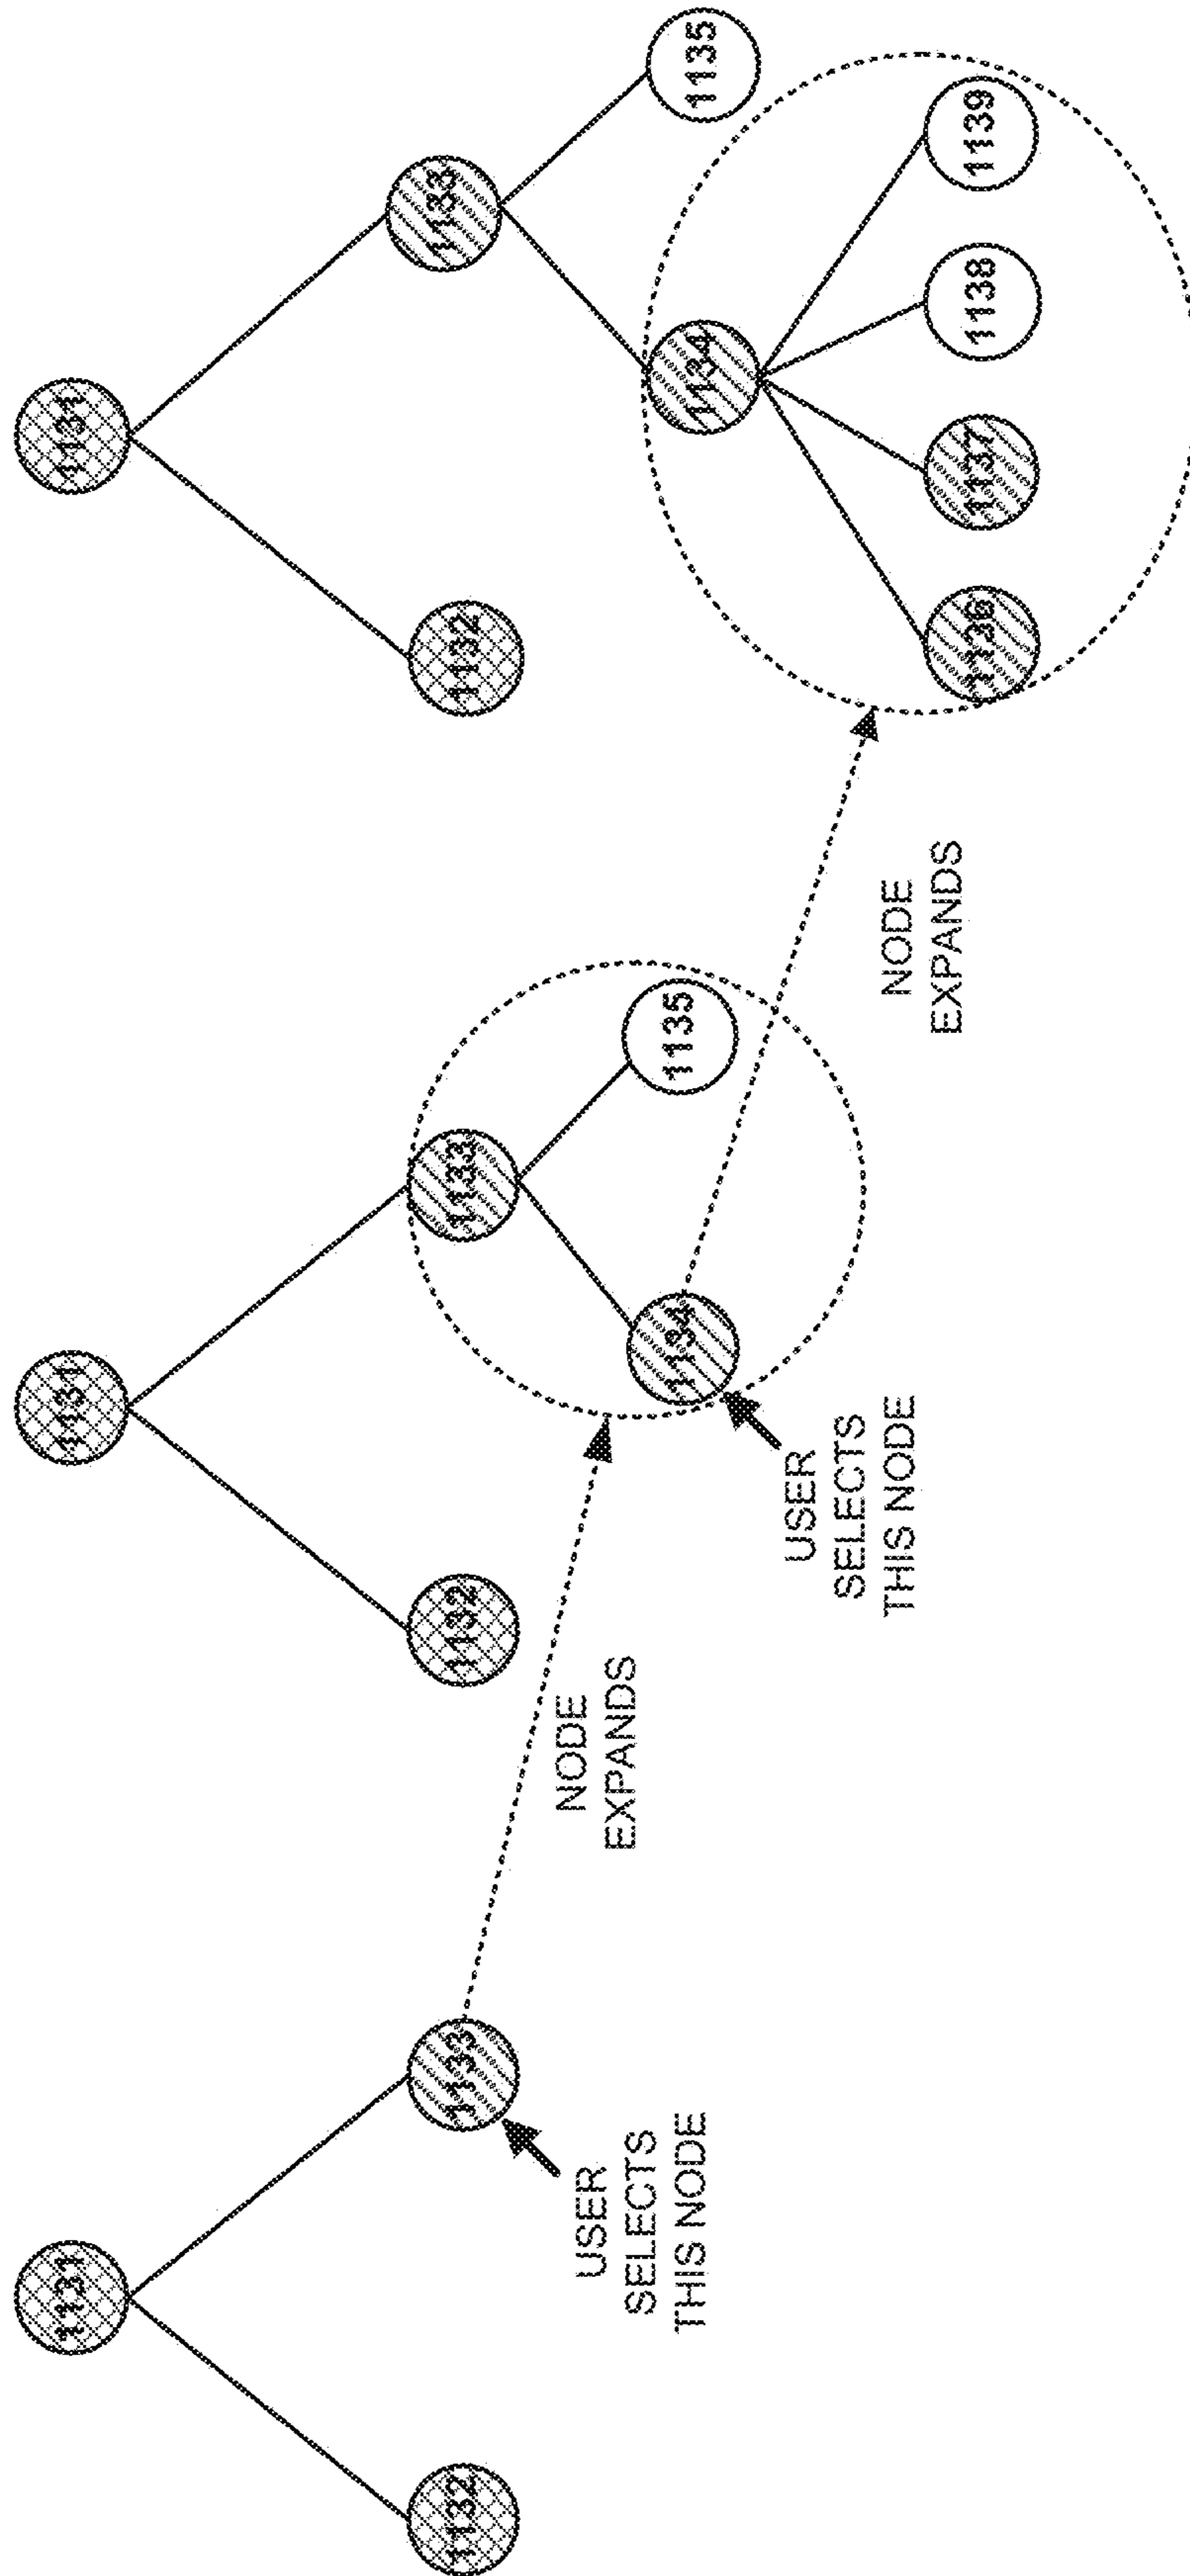 1131
1132
1133
USER
SELECTS
THIS NODE
NODE
EXPANDS
1131
1132
1133
1134
1135
USER
SELECTS
THIS NODE
NODE
EXPANDS
1131
1132
1133
1134
1135
1136
1137
1138
1139